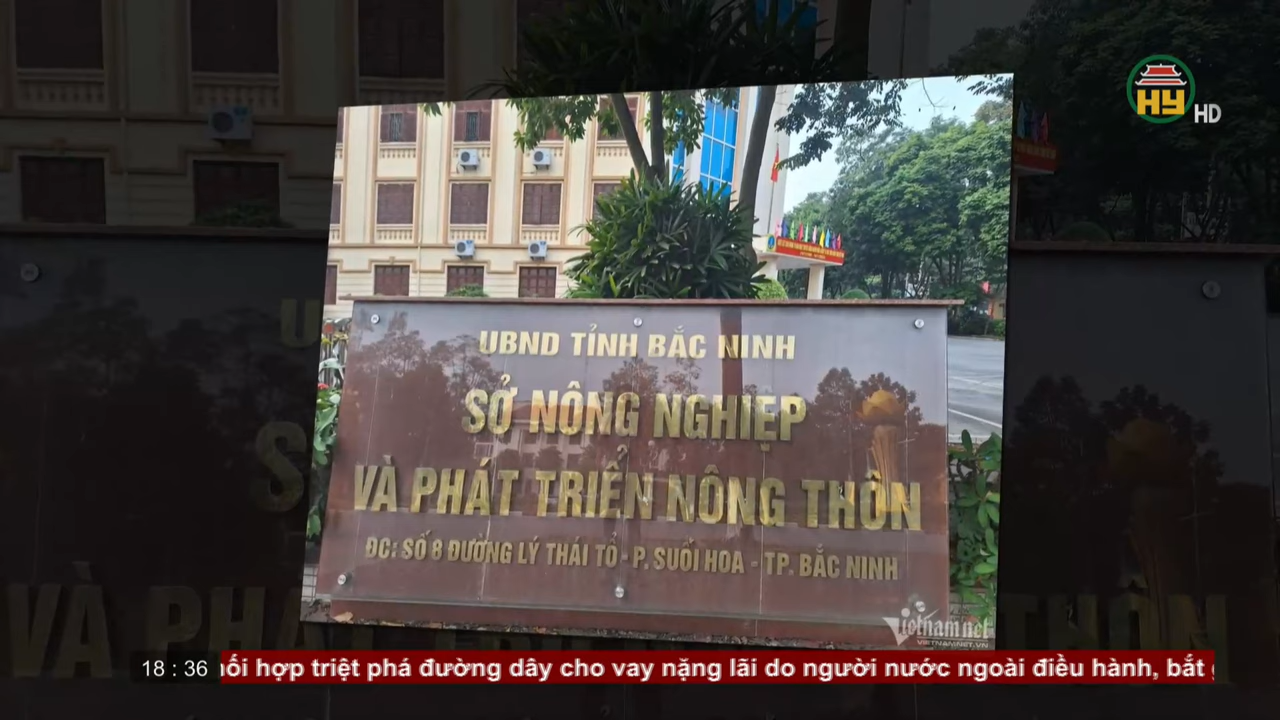 HY HD
UBND TỈNH BẮC NINH
SỞ NÔNG NGHIỆP
VÀ PHÁT TRIỂN NÔNG THÔN
ĐC: SỐ 8 ĐƯỜNG LÝ THÁI TỔ - P. SUỐI HOA - TP. BẮC NINH
Vietnamnet
VIETNAMNET.VN
18 : 36 hối hợp triệt phá đường dây cho vay nặng lãi do người nước ngoài điều hành, bắt